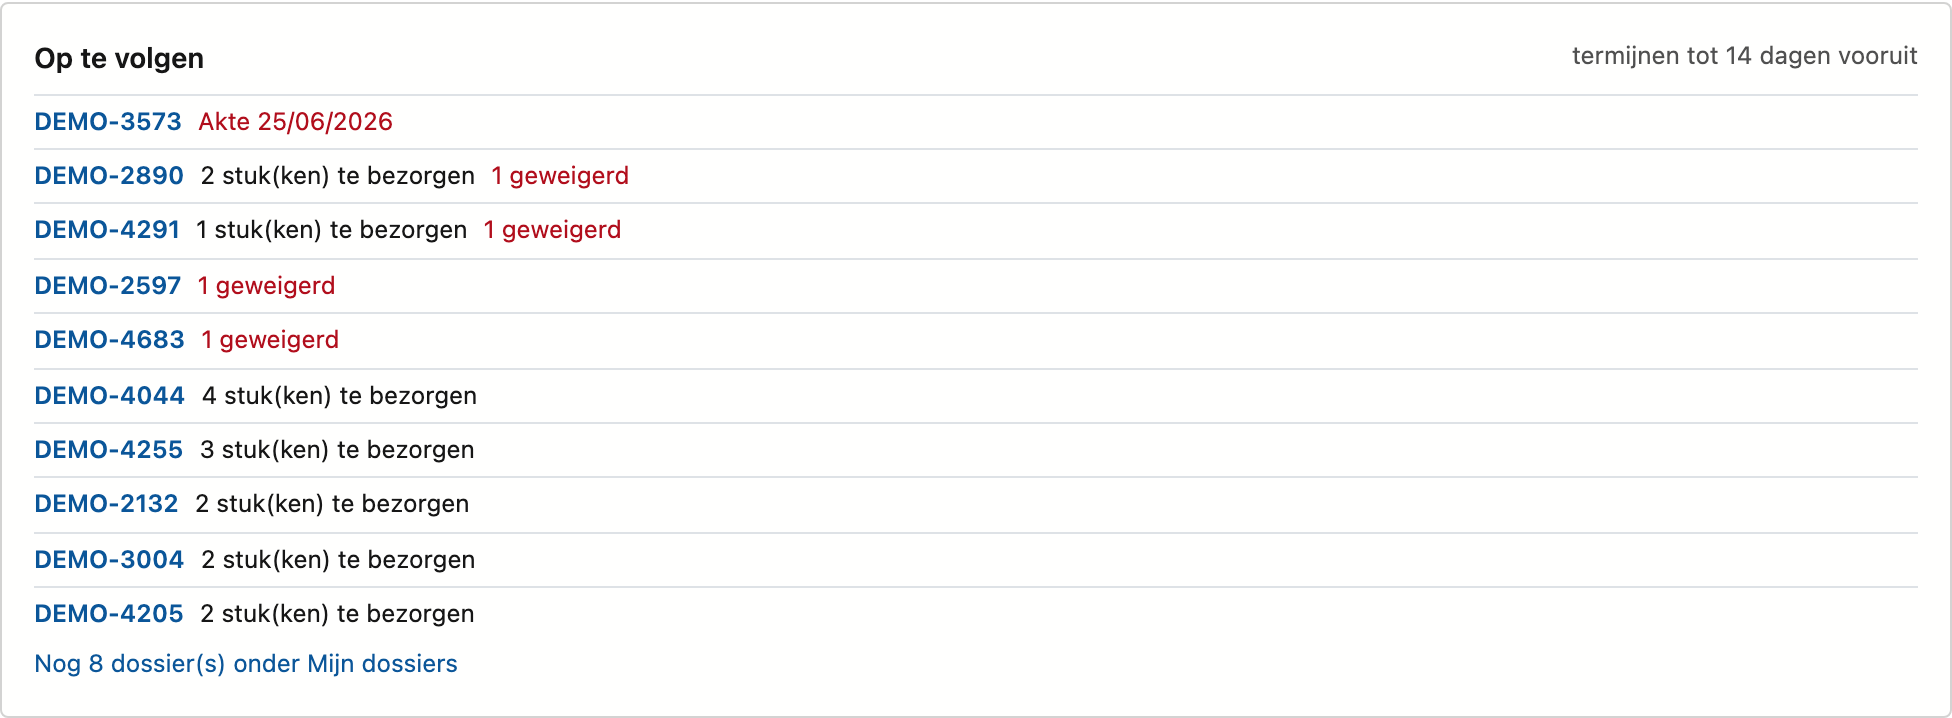 Op te volgen
termijnen tot 14 dagen vooruit
DEMO-3573 Akte 25/06/2026
DEMO-2890 2 stuk(ken) te bezorgen 1 geweigerd
DEMO-4291 1 stuk(ken) te bezorgen 1 geweigerd
DEMO-2597 1 geweigerd
DEMO-4683 1 geweigerd
DEMO-4044 4 stuk(ken) te bezorgen
DEMO-4255 3 stuk(ken) te bezorgen
DEMO-2132 2 stuk(ken) te bezorgen
DEMO-3004 2 stuk(ken) te bezorgen
DEMO-4205 2 stuk(ken) te bezorgen
Nog 8 dossier(s) onder Mijn dossiers